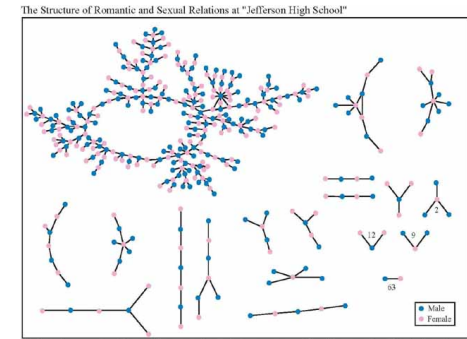 The Structure of Romantic and Sexual Relations at "Jefferson High School"
2
12
9
63
Male
Female